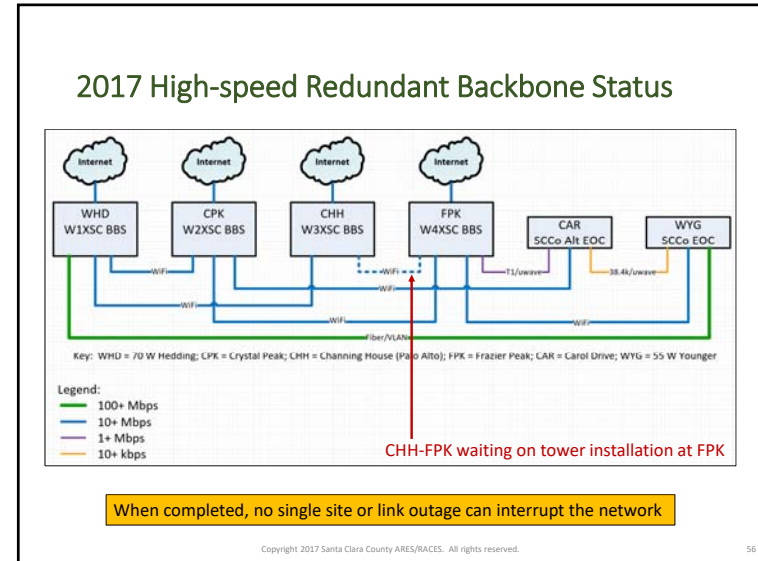 2017 High-speed Redundant Backbone Status
Internet Internet Internet Internet
WHD
W1XSC BBS
CPK
W2XSC BBS
CHH
W3XSC BBS
FPK
W4XSC BBS
CAR
SCCo Alt EOC
WYG
SCCo EOC
WiFi WiFi T1/uwave 38.4k/uwave
WiFi
WiFi
WiFi WiFi
Fiber/VLAN
Key: WHD = 70 W Hedding; CPK = Crystal Peak; CHH = Channing House (Palo Alto); FPK = Frazier Peak; CAR = Carol Drive; WYG = 55 W Younger
Legend:
100+ Mbps
10+ Mbps
1+ Mbps
10+ kbps
CHH-FPK waiting on tower installation at FPK
When completed, no single site or link outage can interrupt the network
Copyright 2017 Santa Clara County ARES/RACES. All rights reserved.
56